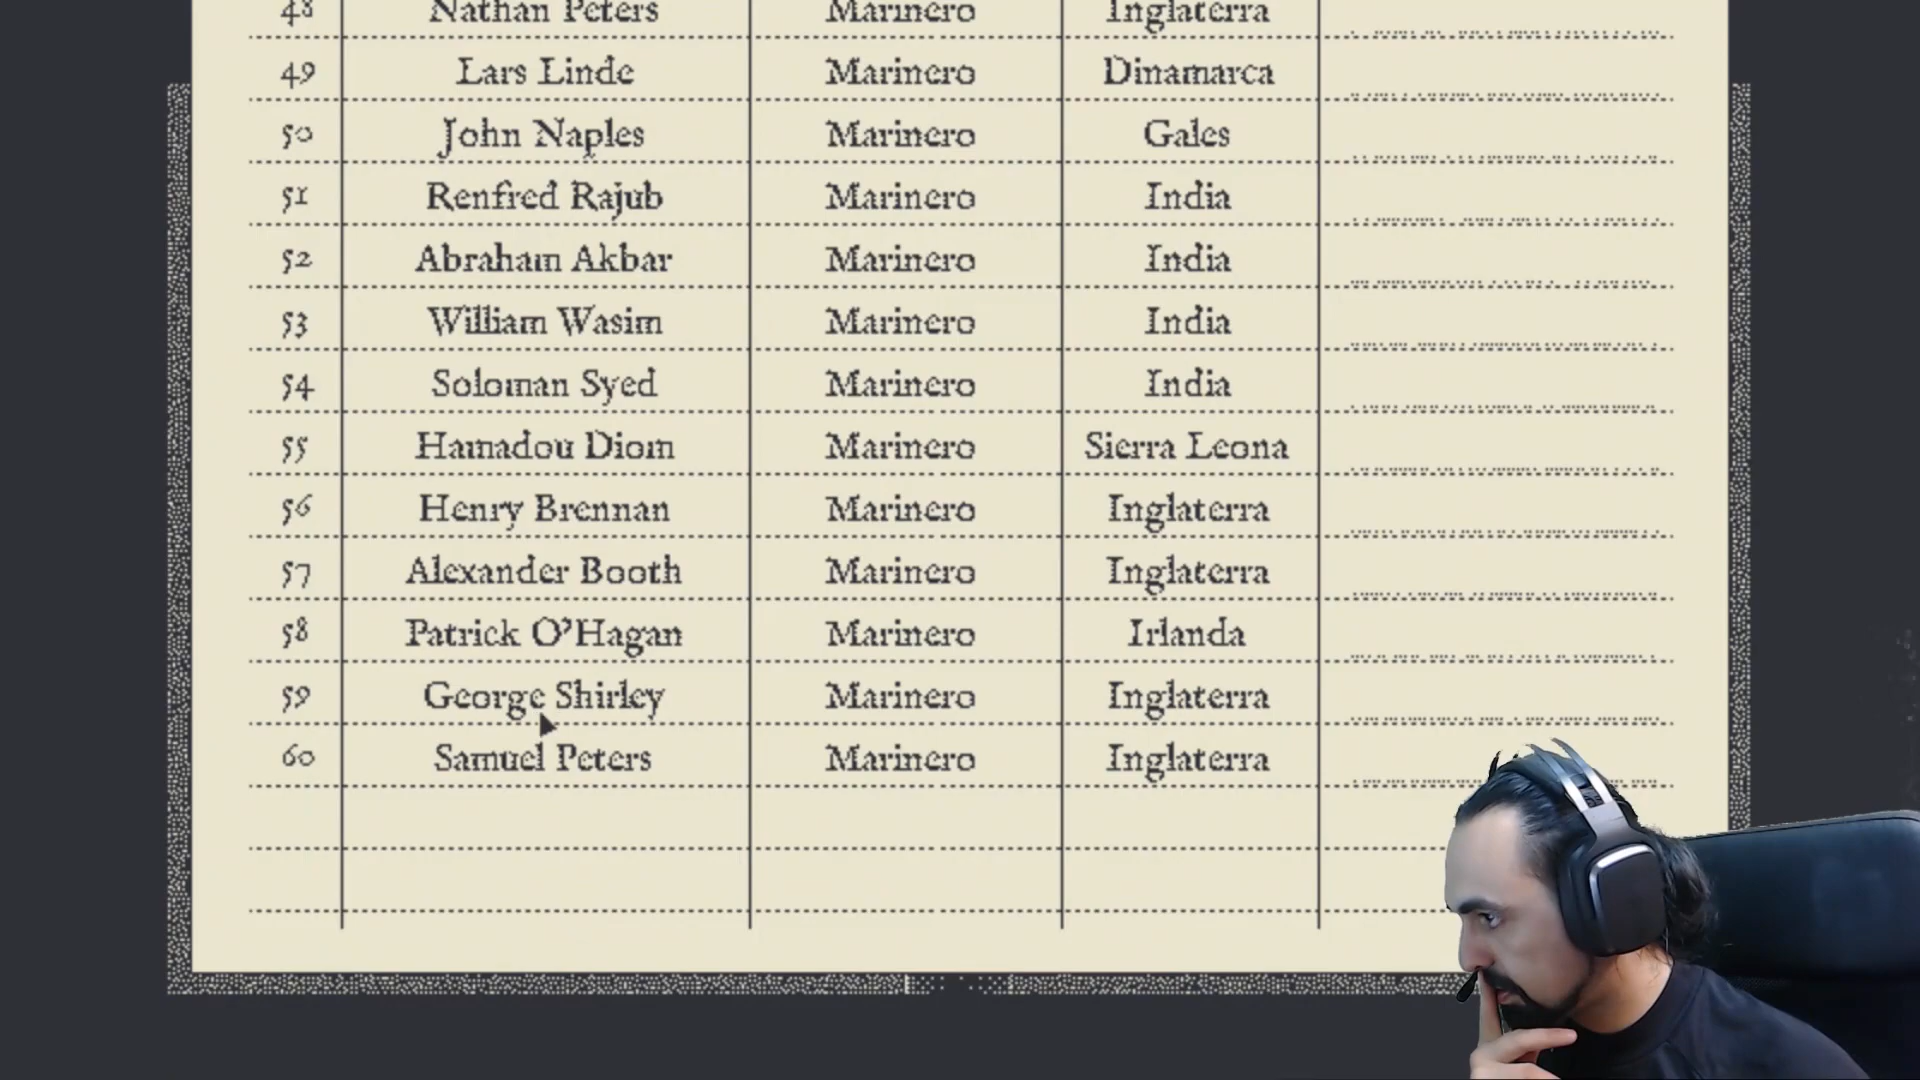 48 Nathan Peters Marinero Inglaterra
49 Lars Linde Marinero Dinamarca
50 John Naples Marinero Gales
51 Renfred Rajub Marinero India
52 Abraham Akbar Marinero India
53 William Wasim Marinero India
54 Soloman Syed Marinero India
55 Hamadou Diom Marinero Sierra Leona
56 Henry Brennan Marinero Inglaterra
57 Alexander Booth Marinero Inglaterra
58 Patrick O'Hagan Marinero Irlanda
59 George Shirley Marinero Inglaterra
60 Samuel Peters Marinero Inglaterra